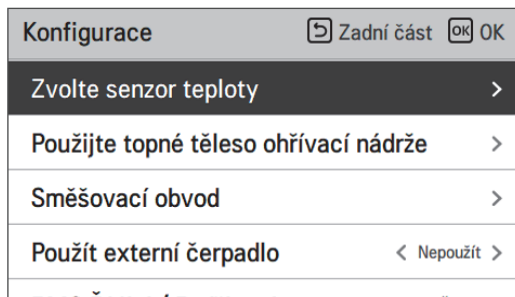 Konfigurace Zadní část OK OK
Zvolte senzor teploty
Použijte topné těleso ohřívací nádrže
Směšovací obvod
Použít externí čerpadlo Nepoužít